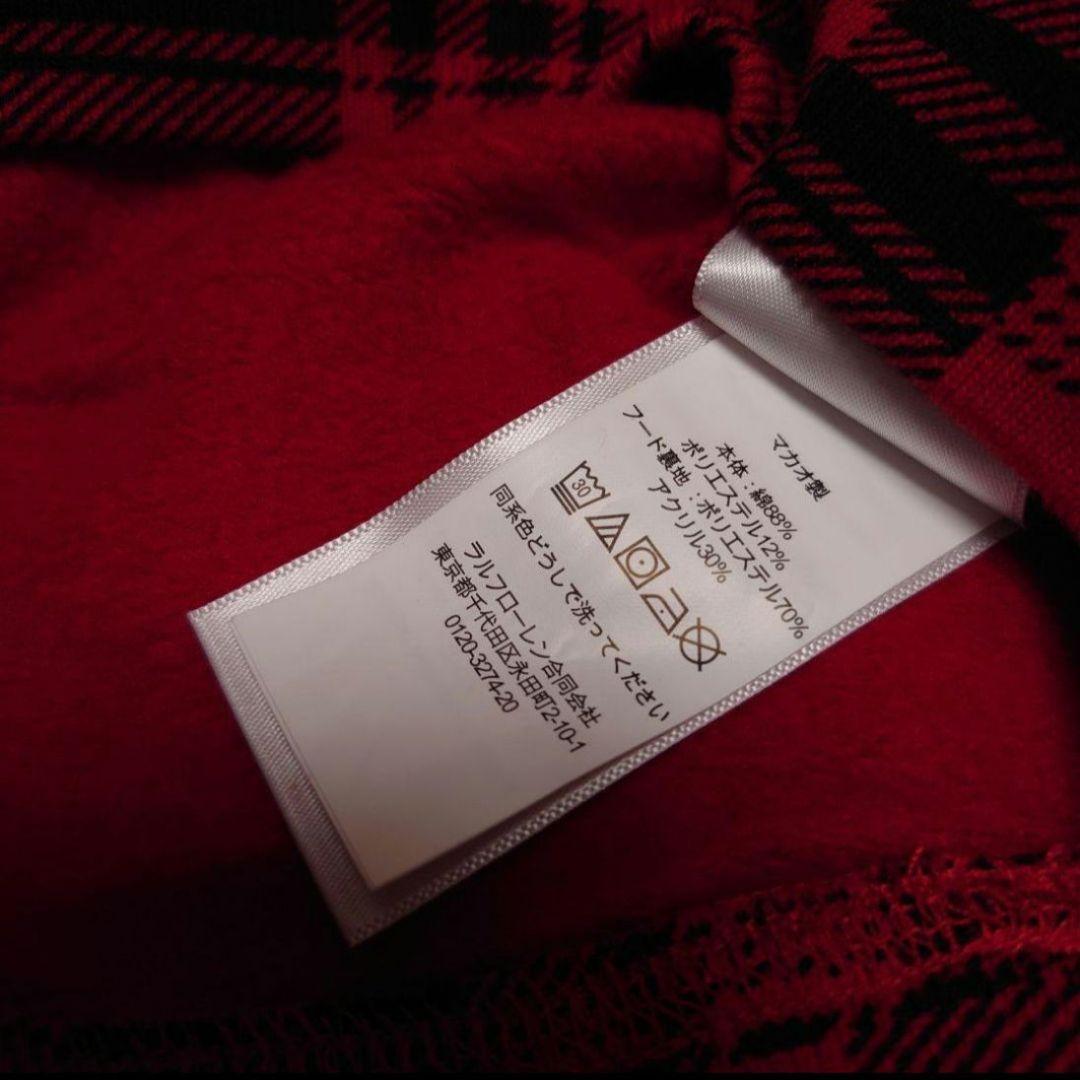 マカオ製
本体：綿88%
ポリエステル12%
フード裏地：ポリエステル70%
アクリル30%
30
同系色どうしで洗ってください
ラルフローレン合同会社
東京都千代田区永田町2-10-1
0120-3274-20